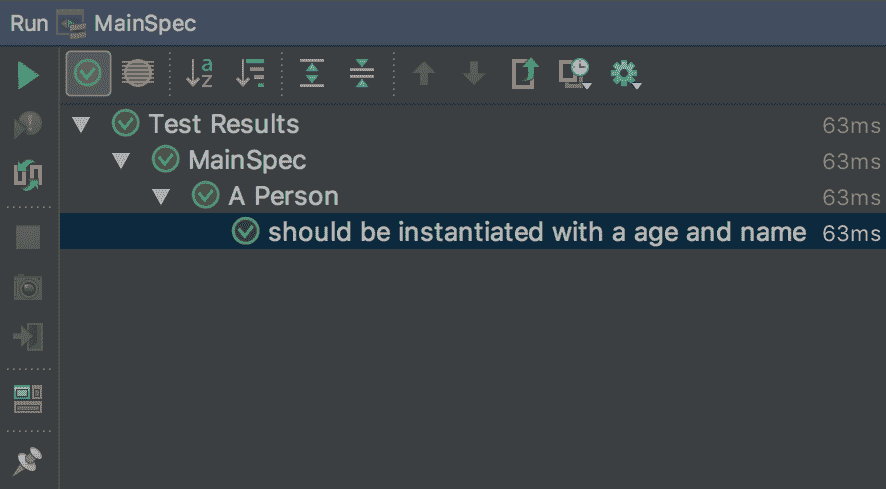 Run MainSpec
a
z
Test Results 63ms
MainSpec 63ms
A Person 63ms
should be instantiated with a age and name 63ms